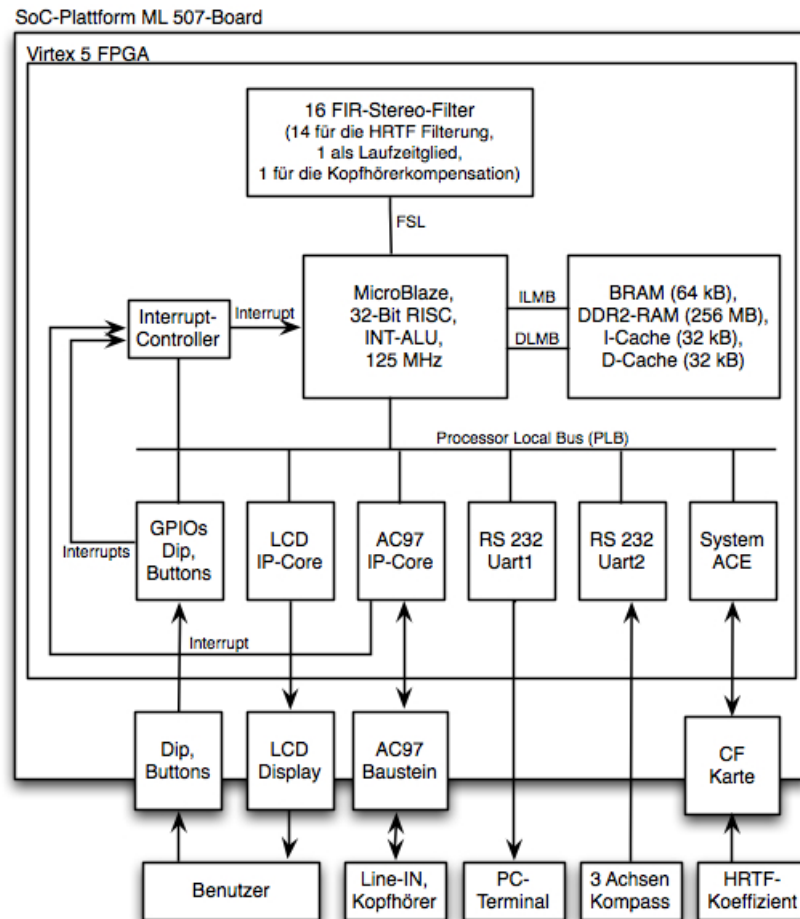 SoC-Plattform ML 507-Board
Virtex 5 FPGA
16 FIR-Stereo-Filter
(14 für die HRTF Filterung,
1 als Laufzeitglied,
1 für die Kopfhörerkompensation)
FSL
Interrupt-
Controller
Interrupt
MicroBlaze,
32-Bit RISC,
INT-ALU,
125 MHz
ILMB
DLMB
BRAM (64 kB),
DDR2-RAM (256 MB),
I-Cache (32 kB),
D-Cache (32 kB)
Processor Local Bus (PLB)
Interrupts
GPIOs
Dip,
Buttons
LCD
IP-Core
AC97
IP-Core
RS 232
Uart1
RS 232
Uart2
System
ACE
Interrupt
Dip,
Buttons
LCD
Display
AC97
Baustein
CF
Karte
Benutzer
Line-IN,
Kopfhörer
PC-
Terminal
3 Achsen
Kompass
HRTF-
Koeffizient